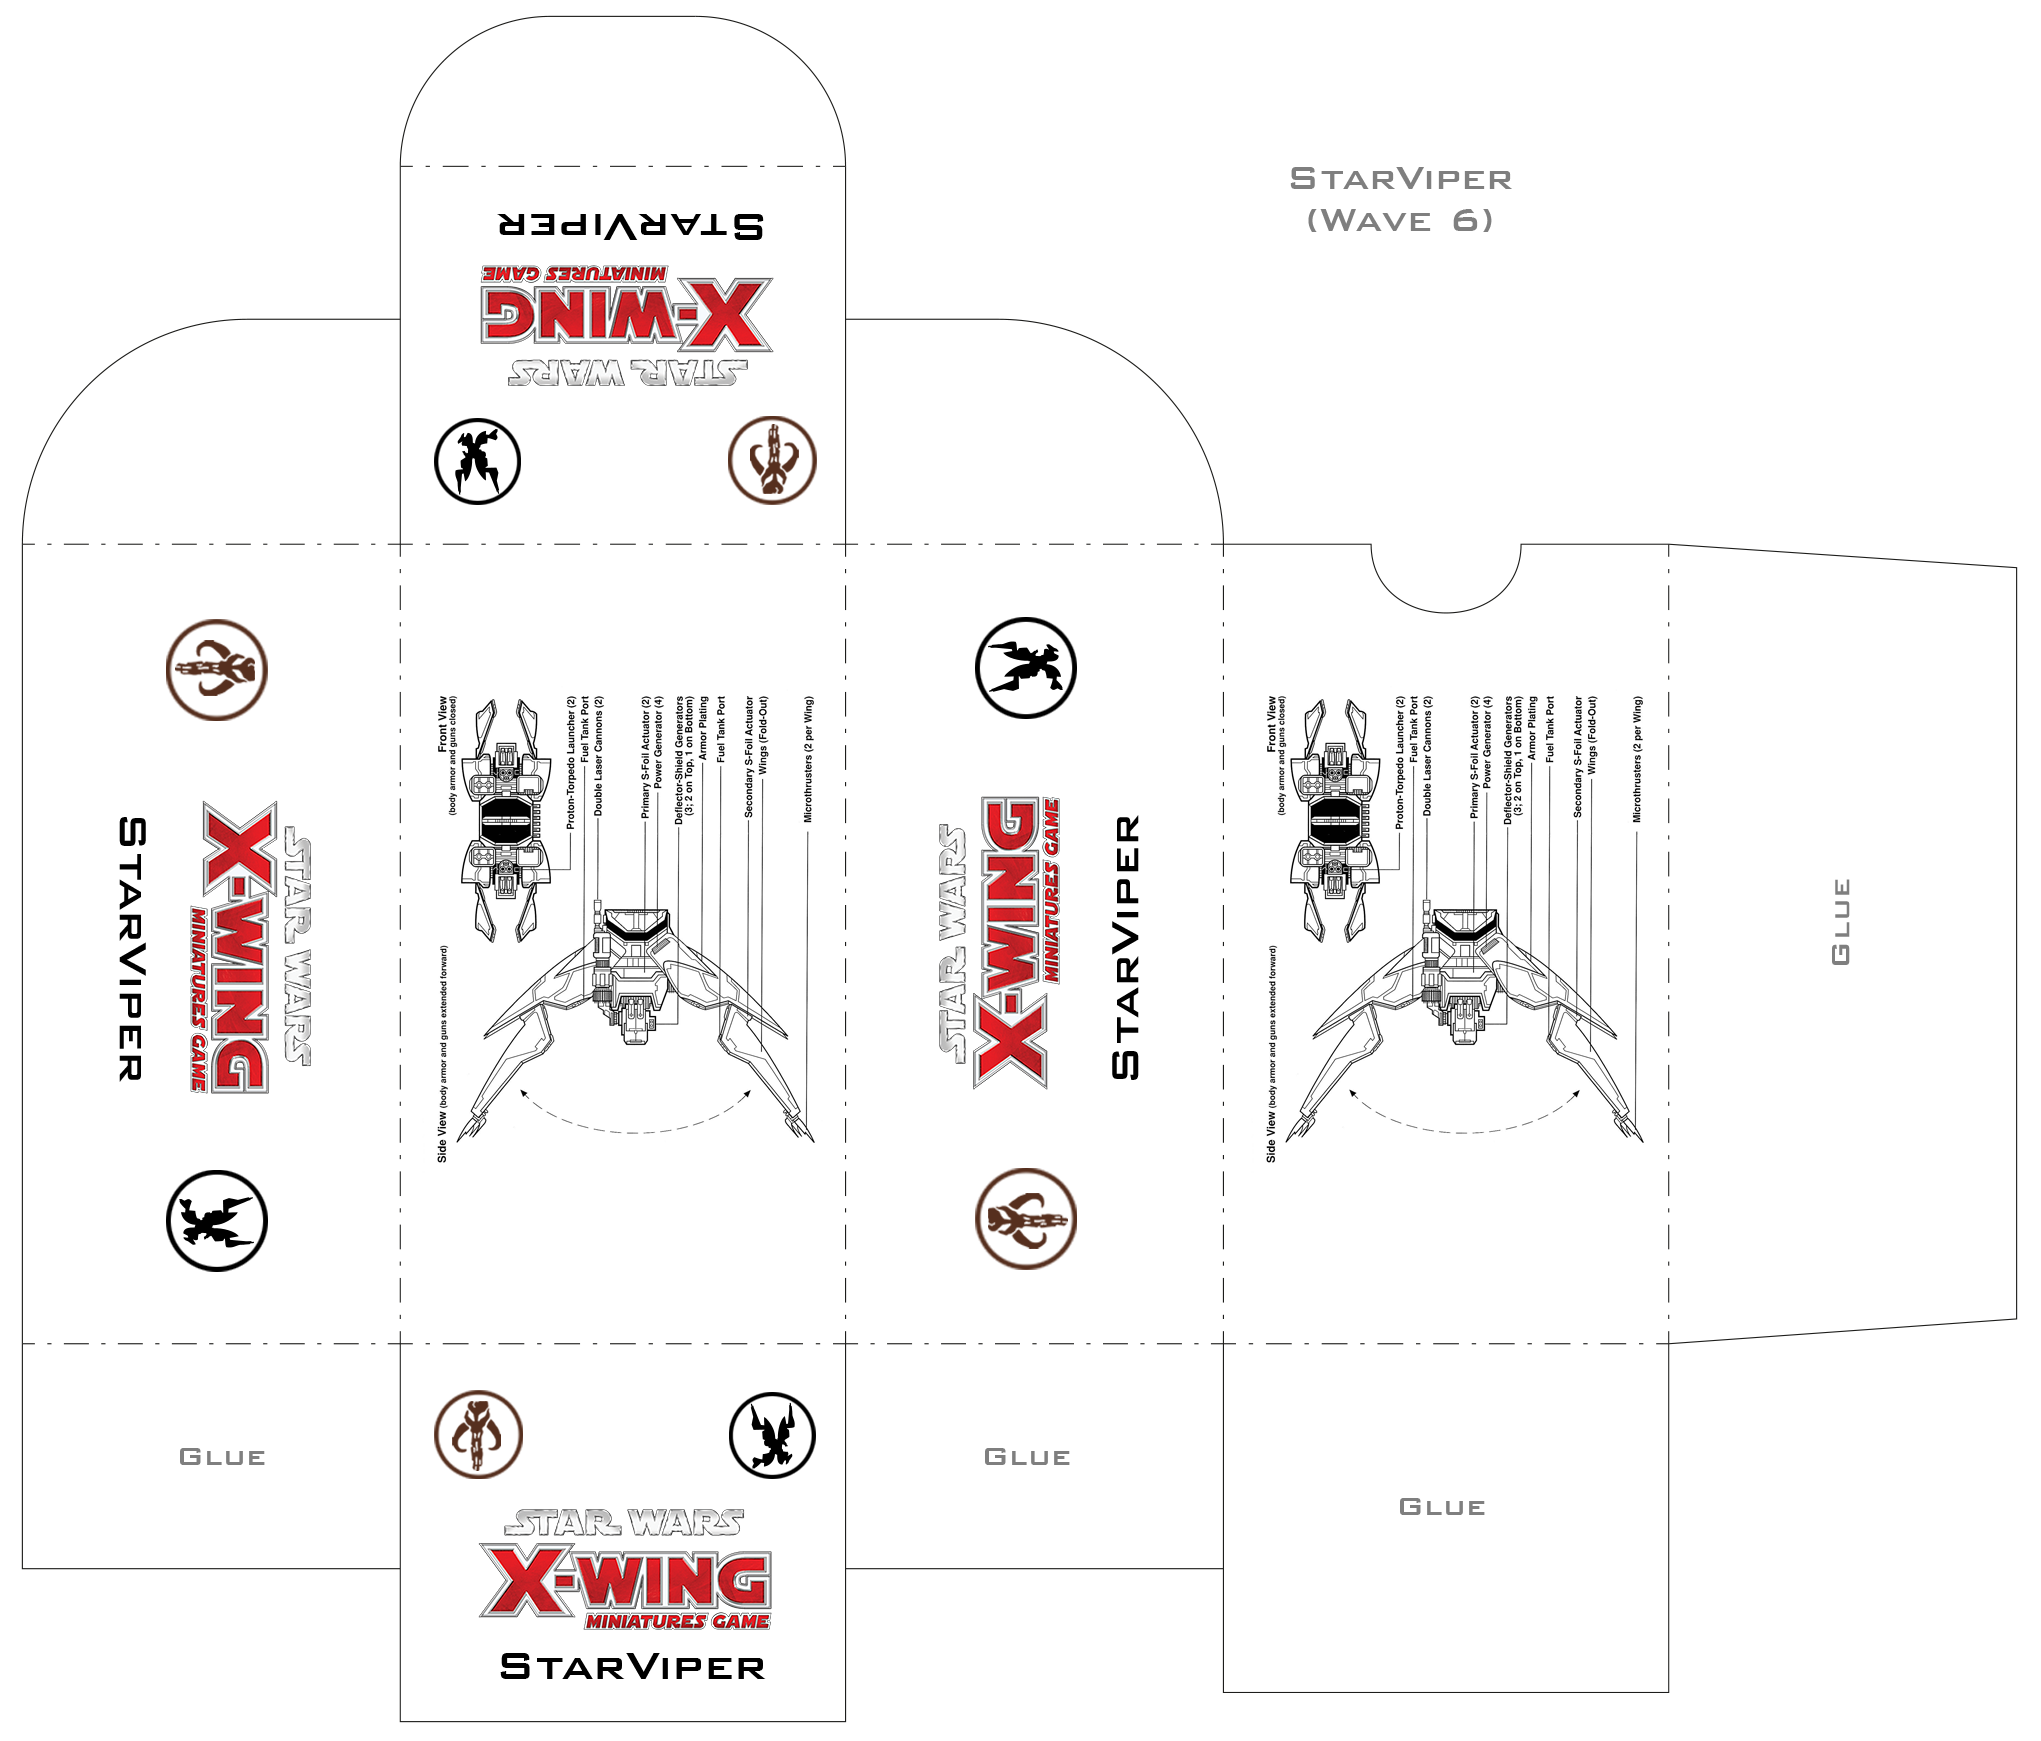 StarViper
(Wave 6)
StarViper
MINIATURES GAME
X-WING
STAR WARS
STAR WARS
X-WING
MINIATURES GAME
StarViper
Front View
(body armor and guns closed)
Proton-Torpedo Launcher (2)
Fuel Tank Port
Double Laser Cannons (2)
Primary S-Foil Actuator (2)
Power Generator (4)
Deflector-Shield Generators
(3; 2 on Top, 1 on Bottom)
Armor Plating
Fuel Tank Port
Secondary S-Foil Actuator
Wings (Fold-Out)
Microthrusters (2 per Wing)
Side View (body armor and guns extended forward)
STAR WARS
X-WING
MINIATURES GAME
StarViper
Front View
(body armor and guns closed)
Proton-Torpedo Launcher (2)
Fuel Tank Port
Double Laser Cannons (2)
Primary S-Foil Actuator (2)
Power Generator (4)
Deflector-Shield Generators
(3; 2 on Top, 1 on Bottom)
Armor Plating
Fuel Tank Port
Secondary S-Foil Actuator
Wings (Fold-Out)
Microthrusters (2 per Wing)
Side View (body armor and guns extended forward)
Glue
Glue
STAR WARS
X-WING
MINIATURES GAME
StarViper
Glue
Glue